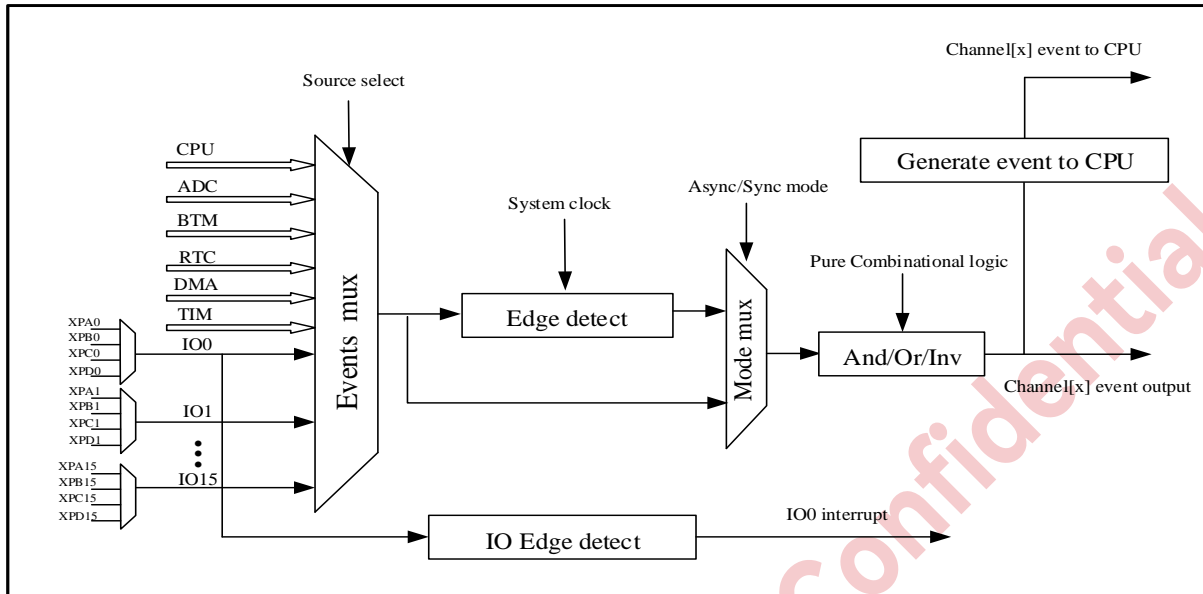 Channel[x] event to CPU
Source select
CPU
Generate event to CPU
ADC
Async/Sync mode
System clock
BTM
RTC
Pure Combinational logic
DMA
Events mux
Edge detect
Mode mux
And/Or/Inv
TIM
XPA0
XPB0
IO0
XPC0
XPD0
Channel[x] event output
XPA1
XPB1
IO1
XPC1
XPD1
XPA15
XPB15
IO15
XPC15
XPD15
IO0 interrupt
IO Edge detect
Confidential